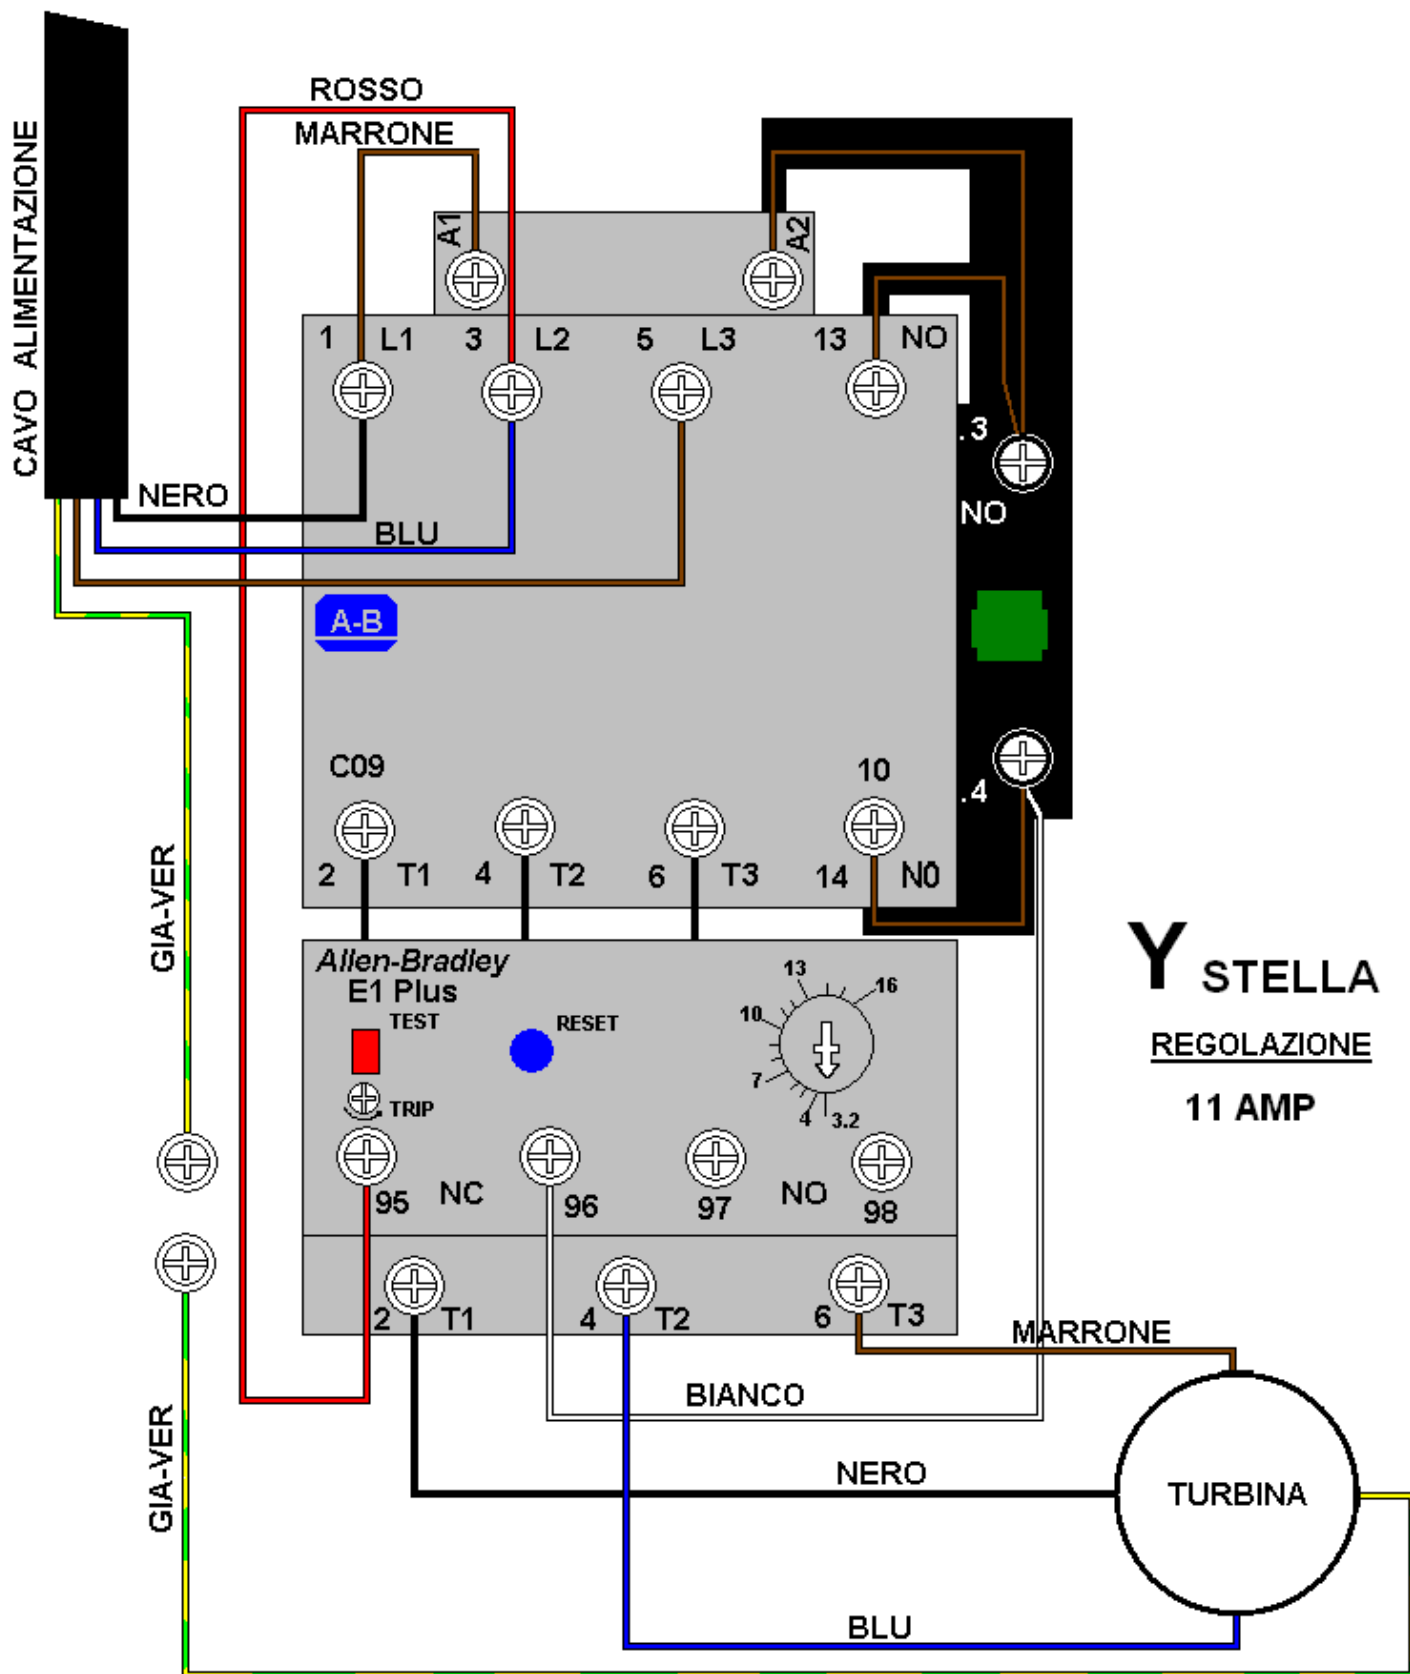 ROSSO
MARRONE
CAVO ALIMENTAZIONE
A1
A2
1 L1 3 L2 5 L3 13 NO
.3
NO
NERO
BLU
A-B
C09
10
.4
2 T1 4 T2 6 T3 14 N0
GIA-VER
Allen-Bradley
E1 Plus
TEST
RESET
TRIP
13
16
10
7
4
3.2
Y STELLA
REGOLAZIONE
11 AMP
95 NC 96 97 NO 98
2 T1 4 T2 6 T3
MARRONE
BIANCO
GIA-VER
NERO
TURBINA
BLU